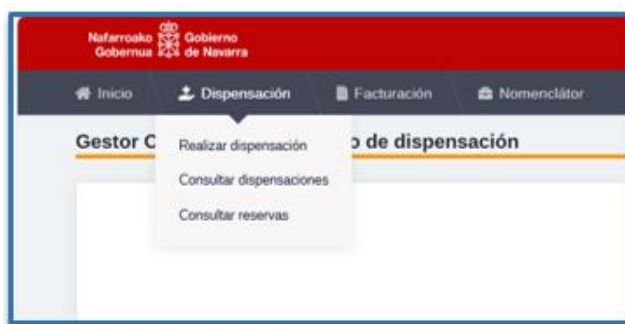 Nafarroako Gobernua
Gobierno de Navarra
Inicio Dispensación Facturación Nomenclátor
Gestor C o de dispensación
Realizar dispensación
Consultar dispensaciones
Consultar reservas